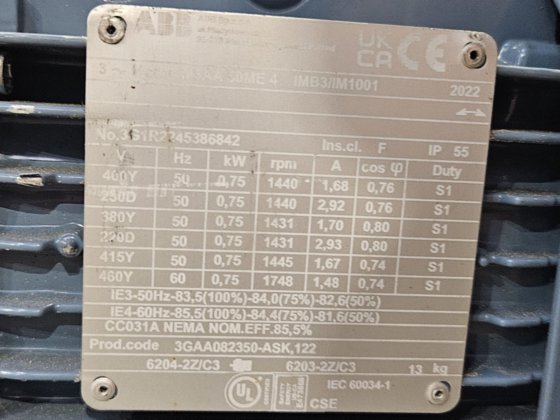 ABB
UK CA CE
IMB3/IM1001
2022
No.3G1R2245386842 Ins.cl. F IP 55
V Hz kW rpm A cos φ Duty
400Y 50 0,75 1440 1,68 0,76 S1
50 0,75 1440 2,92 0,76 S1
380Y 50 0,75 1431 1,70 0,80 S1
50 0,75 1431 2,93 0,80 S1
415Y 50 0,75 1445 1,67 0,74 S1
460Y 60 0,75 1748 1,48 0,74 S1
IE3-50Hz-83,5(100%)-84,0(75%)-82,6(50%)
IE4-60Hz-85,5(100%)-84,4(75%)-81,6(50%)
CC031A NEMA NOM.EFF.85,5%
Prod.code 3GAA082350-ASK,122
6204-2Z/C3 6203-2Z/C3 13 kg
UL IEC 60034-1
CSE